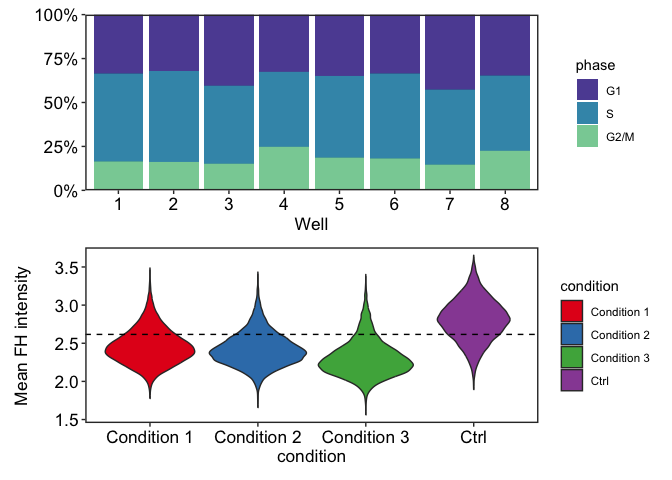 100%
75%
50%
25%
0%
1 2 3 4 5 6 7 8
Well
phase
G1
S
G2/M
Mean FH intensity
3.5
3.0
2.5
2.0
1.5
Condition 1 Condition 2 Condition 3 Ctrl
condition
condition
Condition 1
Condition 2
Condition 3
Ctrl